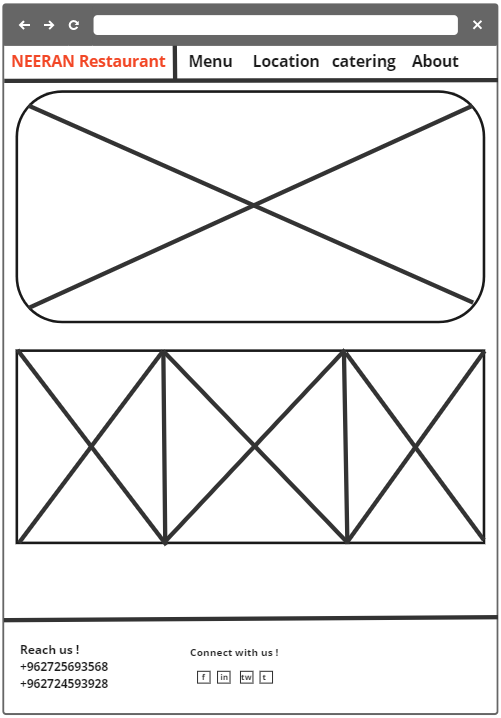 NEERAN Restaurant Menu Location catering About
Reach us !
+962725693568
+962724593928
Connect with us !
f in tw t